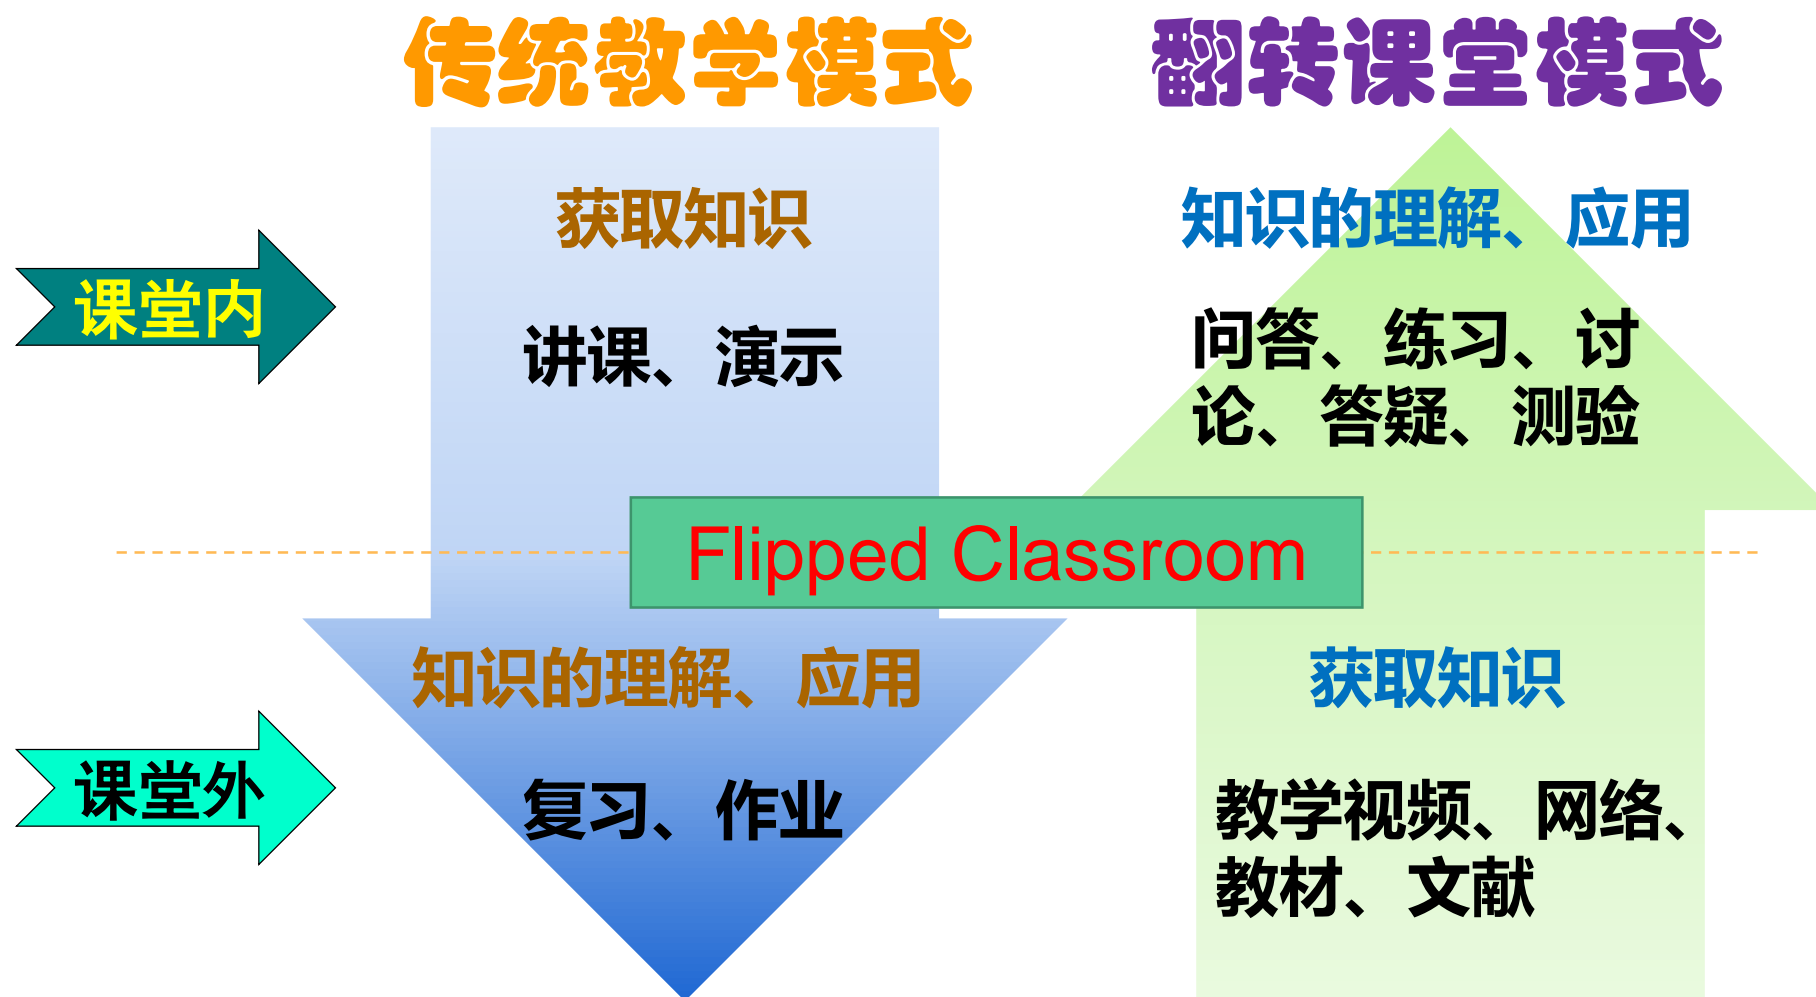 传统教学模式
翻转课堂模式
课堂内
获取知识
讲课、演示
知识的理解、应用
问答、练习、讨
论、答疑、测验
Flipped Classroom
课堂外
知识的理解、应用
复习、作业
获取知识
教学视频、网络、
教材、文献